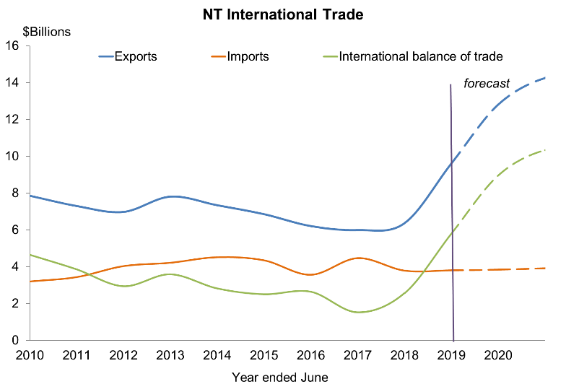 NT International Trade
$Billions
Exports Imports International balance of trade
forecast
16
14
12
10
8
6
4
2
0
2010 2011 2012 2013 2014 2015 2016 2017 2018 2019 2020
Year ended June